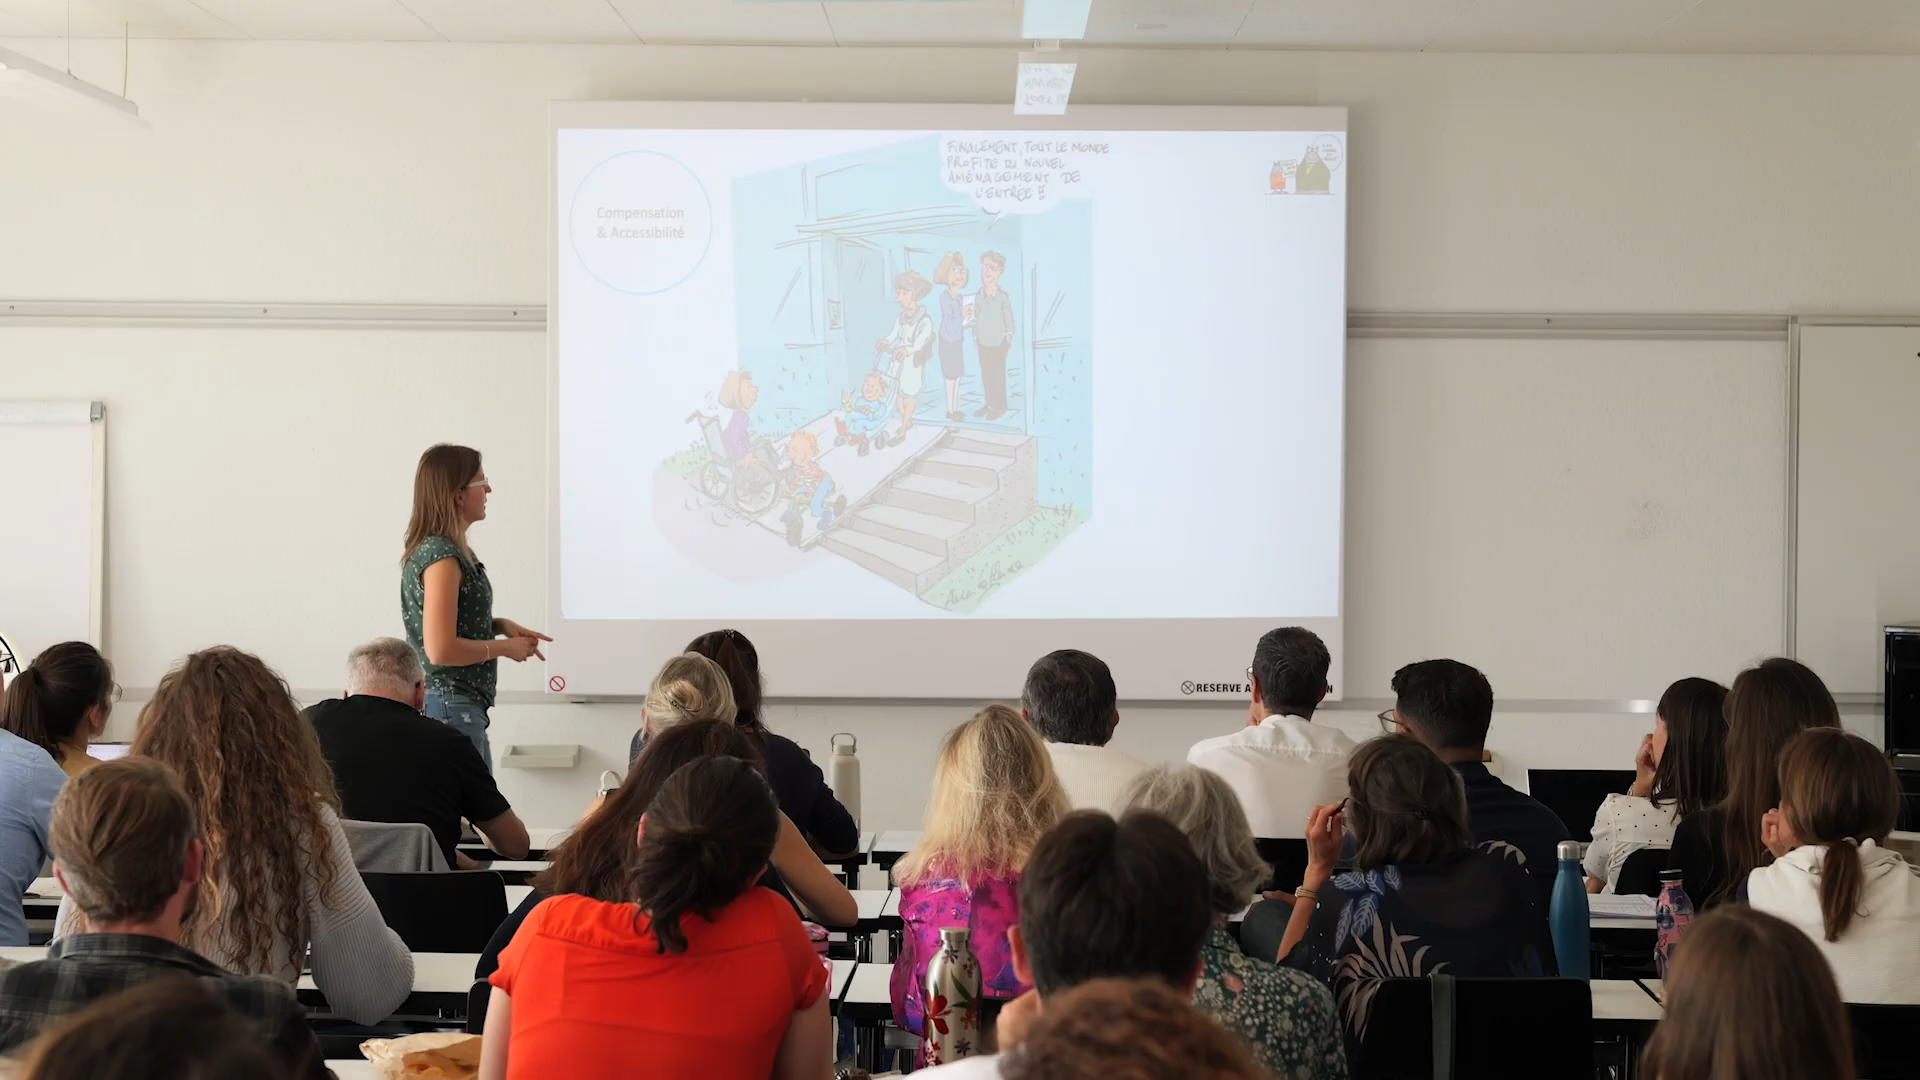 FINALEMENT, TOUT LE MONDE
PROFITE DU NOUVEL
AMÉNAGEMENT DE
L'ENTRÉE !!
Compensation
& Accessibilité
RESERVE A
N